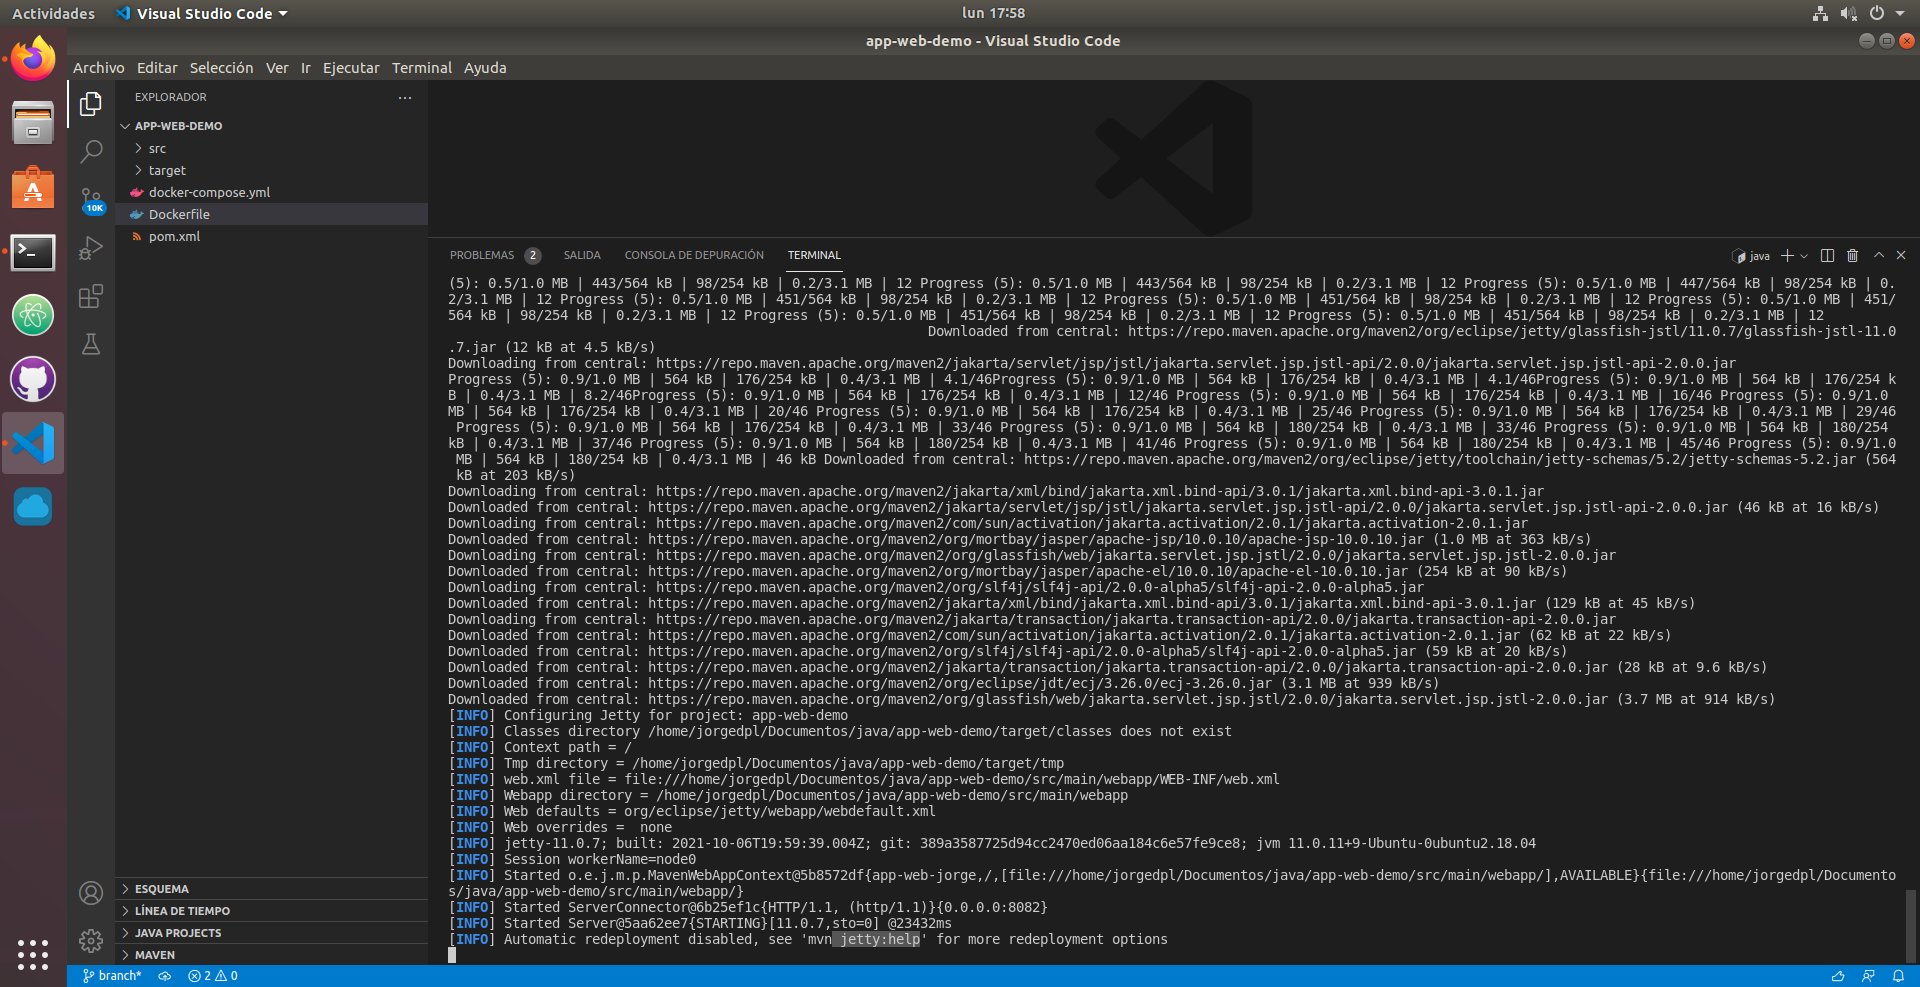 Actividades
Visual Studio Code
lun 17:58
app-web-demo - Visual Studio Code
Archivo Editar Selección Ver Ir Ejecutar Terminal Ayuda
EXPLORADOR
APP-WEB-DEMO
src
target
docker-compose.yml
Dockerfile
pom.xml
10K
ESQUEMA
LÍNEA DE TIEMPO
JAVA PROJECTS
MAVEN
PROBLEMAS 2 SALIDA CONSOLA DE DEPURACIÓN TERMINAL
java
(5): 0.5/1.0 MB | 443/564 kB | 98/254 kB | 0.2/3.1 MB | 12 Progress (5): 0.5/1.0 MB | 443/564 kB | 98/254 kB | 0.2/3.1 MB | 12 Progress (5): 0.5/1.0 MB | 447/564 kB | 98/254 kB | 0.
2/3.1 MB | 12 Progress (5): 0.5/1.0 MB | 451/564 kB | 98/254 kB | 0.2/3.1 MB | 12 Progress (5): 0.5/1.0 MB | 451/564 kB | 98/254 kB | 0.2/3.1 MB | 12 Progress (5): 0.5/1.0 MB | 451/
564 kB | 98/254 kB | 0.2/3.1 MB | 12 Progress (5): 0.5/1.0 MB | 451/564 kB | 98/254 kB | 0.2/3.1 MB | 12 Progress (5): 0.5/1.0 MB | 451/564 kB | 98/254 kB | 0.2/3.1 MB | 12
Downloaded from central: https://repo.maven.apache.org/maven2/org/eclipse/jetty/glassfish-jstl/11.0.7/glassfish-jstl-11.0
.7.jar (12 kB at 4.5 kB/s)
Downloading from central: https://repo.maven.apache.org/maven2/jakarta/servlet/jsp/jstl/jakarta.servlet.jsp.jstl-api/2.0.0/jakarta.servlet.jsp.jstl-api-2.0.0.jar
Progress (5): 0.9/1.0 MB | 564 kB | 176/254 kB | 0.4/3.1 MB | 4.1/46Progress (5): 0.9/1.0 MB | 564 kB | 176/254 kB | 0.4/3.1 MB | 4.1/46Progress (5): 0.9/1.0 MB | 564 kB | 176/254 k
B | 0.4/3.1 MB | 8.2/46Progress (5): 0.9/1.0 MB | 564 kB | 176/254 kB | 0.4/3.1 MB | 12/46 Progress (5): 0.9/1.0 MB | 564 kB | 176/254 kB | 0.4/3.1 MB | 16/46 Progress (5): 0.9/1.0
MB | 564 kB | 176/254 kB | 0.4/3.1 MB | 20/46 Progress (5): 0.9/1.0 MB | 564 kB | 176/254 kB | 0.4/3.1 MB | 25/46 Progress (5): 0.9/1.0 MB | 564 kB | 176/254 kB | 0.4/3.1 MB | 29/46
Progress (5): 0.9/1.0 MB | 564 kB | 176/254 kB | 0.4/3.1 MB | 33/46 Progress (5): 0.9/1.0 MB | 564 kB | 180/254 kB | 0.4/3.1 MB | 33/46 Progress (5): 0.9/1.0 MB | 564 kB | 180/254
kB | 0.4/3.1 MB | 37/46 Progress (5): 0.9/1.0 MB | 564 kB | 180/254 kB | 0.4/3.1 MB | 41/46 Progress (5): 0.9/1.0 MB | 564 kB | 180/254 kB | 0.4/3.1 MB | 45/46 Progress (5): 0.9/1.0
MB | 564 kB | 180/254 kB | 0.4/3.1 MB | 46 kB Downloaded from central: https://repo.maven.apache.org/maven2/org/eclipse/jetty/toolchain/jetty-schemas/5.2/jetty-schemas-5.2.jar (564
kB at 203 kB/s)
Downloading from central: https://repo.maven.apache.org/maven2/jakarta/xml/bind/jakarta.xml.bind-api/3.0.1/jakarta.xml.bind-api-3.0.1.jar
Downloaded from central: https://repo.maven.apache.org/maven2/jakarta/servlet/jsp/jstl/jakarta.servlet.jsp.jstl-api/2.0.0/jakarta.servlet.jsp.jstl-api-2.0.0.jar (46 kB at 16 kB/s)
Downloading from central: https://repo.maven.apache.org/maven2/com/sun/activation/jakarta.activation/2.0.1/jakarta.activation-2.0.1.jar
Downloaded from central: https://repo.maven.apache.org/maven2/org/mortbay/jasper/apache-jsp/10.0.10/apache-jsp-10.0.10.jar (1.0 MB at 363 kB/s)
Downloading from central: https://repo.maven.apache.org/maven2/org/glassfish/web/jakarta.servlet.jsp.jstl/2.0.0/jakarta.servlet.jsp.jstl-2.0.0.jar
Downloaded from central: https://repo.maven.apache.org/maven2/org/mortbay/jasper/apache-el/10.0.10/apache-el-10.0.10.jar (254 kB at 90 kB/s)
Downloading from central: https://repo.maven.apache.org/maven2/org/slf4j/slf4j-api/2.0.0-alpha5/slf4j-api-2.0.0-alpha5.jar
Downloaded from central: https://repo.maven.apache.org/maven2/jakarta/xml/bind/jakarta.xml.bind-api/3.0.1/jakarta.xml.bind-api-3.0.1.jar (129 kB at 45 kB/s)
Downloading from central: https://repo.maven.apache.org/maven2/jakarta/transaction/jakarta.transaction-api/2.0.0/jakarta.transaction-api-2.0.0.jar
Downloaded from central: https://repo.maven.apache.org/maven2/com/sun/activation/jakarta.activation/2.0.1/jakarta.activation-2.0.1.jar (62 kB at 22 kB/s)
Downloaded from central: https://repo.maven.apache.org/maven2/org/slf4j/slf4j-api/2.0.0-alpha5/slf4j-api-2.0.0-alpha5.jar (59 kB at 20 kB/s)
Downloaded from central: https://repo.maven.apache.org/maven2/jakarta/transaction/jakarta.transaction-api/2.0.0/jakarta.transaction-api-2.0.0.jar (28 kB at 9.6 kB/s)
Downloaded from central: https://repo.maven.apache.org/maven2/org/eclipse/jdt/ecj/3.26.0/ecj-3.26.0.jar (3.1 MB at 939 kB/s)
Downloaded from central: https://repo.maven.apache.org/maven2/org/glassfish/web/jakarta.servlet.jsp.jstl/2.0.0/jakarta.servlet.jsp.jstl-2.0.0.jar (3.7 MB at 914 kB/s)
[INFO] Configuring Jetty for project: app-web-demo
[INFO] Classes directory /home/jorgedpl/Documentos/java/app-web-demo/target/classes does not exist
[INFO] Context path = /
[INFO] Tmp directory = /home/jorgedpl/Documentos/java/app-web-demo/target/tmp
[INFO] web.xml file = file:///home/jorgedpl/Documentos/java/app-web-demo/src/main/webapp/WEB-INF/web.xml
[INFO] Webapp directory = /home/jorgedpl/Documentos/java/app-web-demo/src/main/webapp
[INFO] Web defaults = org/eclipse/jetty/webapp/webdefault.xml
[INFO] Web overrides =  none
[INFO] jetty-11.0.7; built: 2021-10-06T19:59:39.004Z; git: 389a3587725d94cc2470ed06aa184c6e57fe9ce8; jvm 11.0.11+9-Ubuntu-0ubuntu2.18.04
[INFO] Session workerName=node0
[INFO] Started o.e.j.m.p.MavenWebAppContext@5b8572df{app-web-jorge,/,[file:///home/jorgedpl/Documentos/java/app-web-demo/src/main/webapp/],AVAILABLE}{file:///home/jorgedpl/Documento
s/java/app-web-demo/src/main/webapp/}
[INFO] Started ServerConnector@6b25ef1c{HTTP/1.1, (http/1.1)}{0.0.0.0:8082}
[INFO] Started Server@5aa62ee7{STARTING}[11.0.7,sto=0] @23432ms
[INFO] Automatic redeployment disabled, see 'mvn jetty:help' for more redeployment options
branch* 2 0